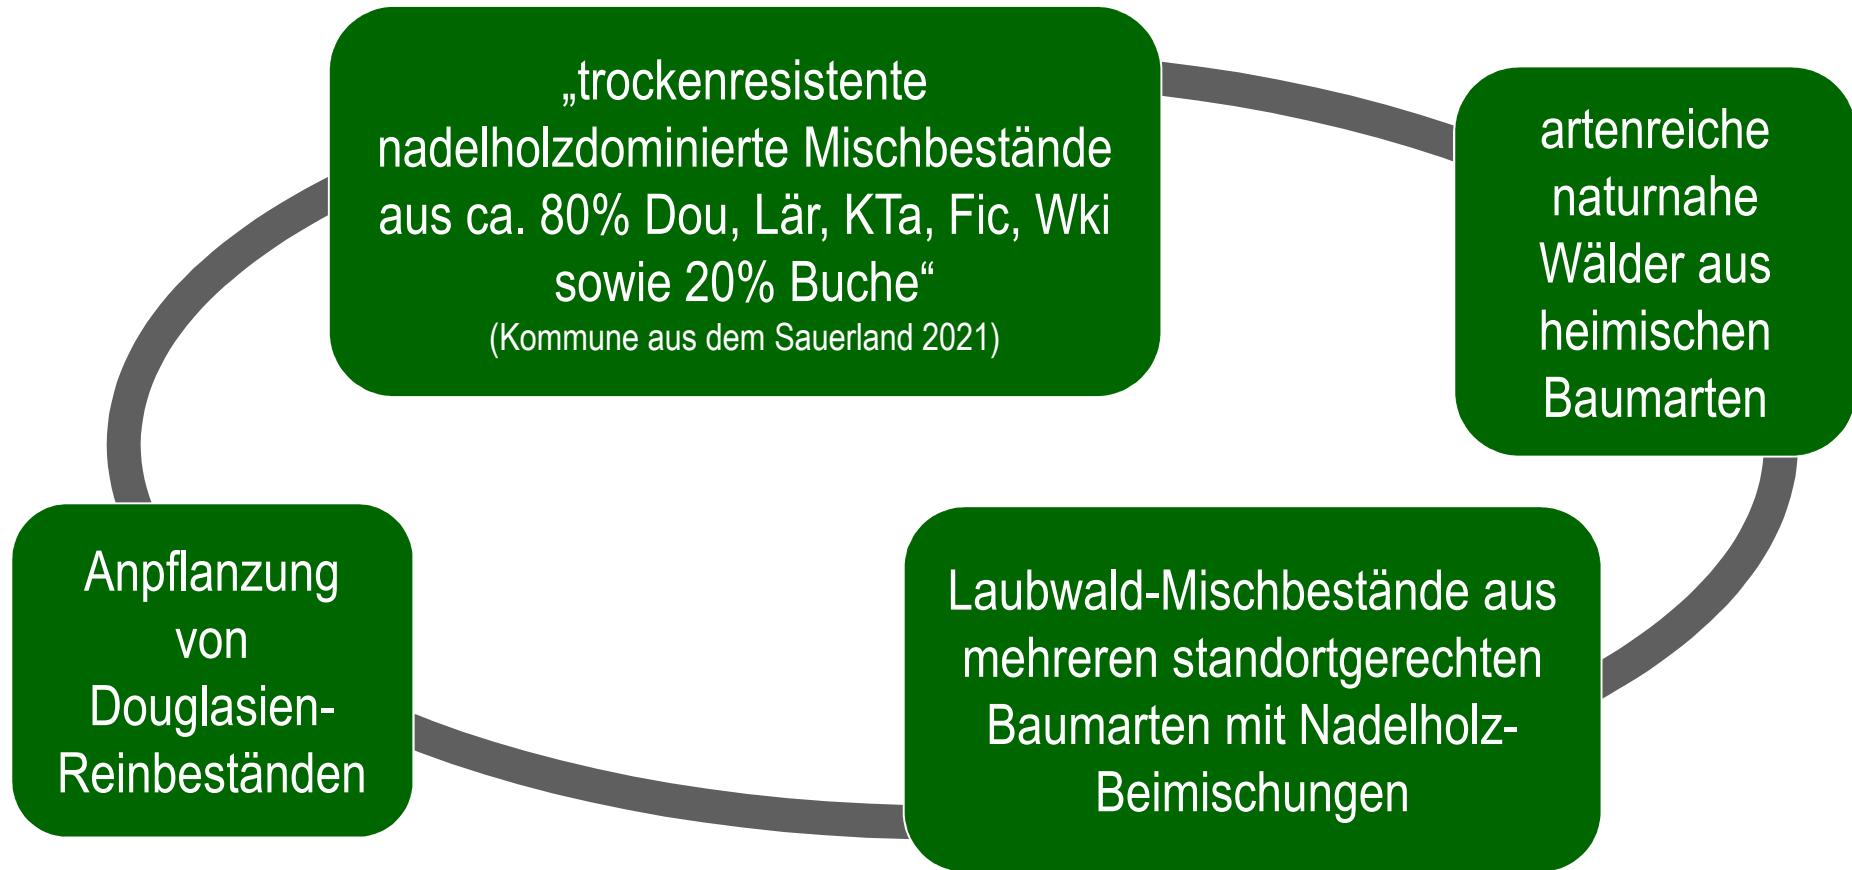 „trockenresistente
nadelholzdominierte Mischbestände
aus ca. 80% Dou, Lär, KTa, Fic, Wki
sowie 20% Buche“
(Kommune aus dem Sauerland 2021)
artenreiche
naturnahe
Wälder aus
heimischen
Baumarten
Anpflanzung
von
Douglasien-
Reinbeständen
Laubwald-Mischbestände aus
mehreren standortgerechten
Baumarten mit Nadelholz-
Beimischungen